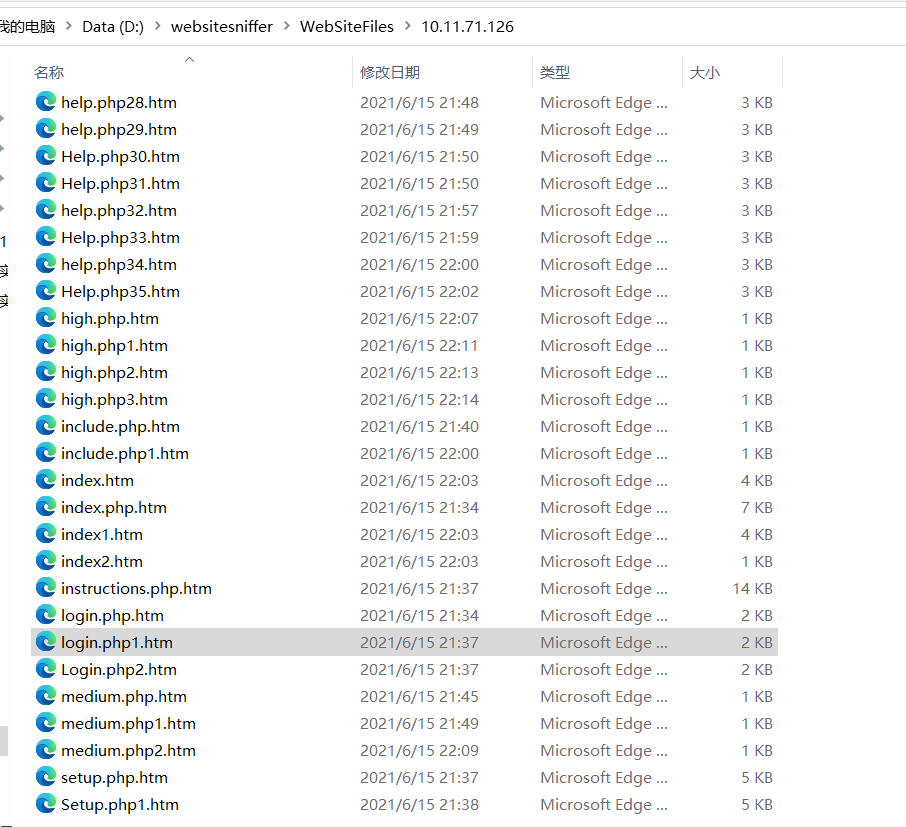 我的电脑 > Data (D:) > websitesniffer > WebSiteFiles > 10.11.71.126
名称 修改日期 类型 大小
help.php28.htm 2021/6/15 21:48 Microsoft Edge ... 3 KB
help.php29.htm 2021/6/15 21:49 Microsoft Edge ... 3 KB
Help.php30.htm 2021/6/15 21:50 Microsoft Edge ... 3 KB
Help.php31.htm 2021/6/15 21:50 Microsoft Edge ... 3 KB
help.php32.htm 2021/6/15 21:57 Microsoft Edge ... 3 KB
Help.php33.htm 2021/6/15 21:59 Microsoft Edge ... 3 KB
help.php34.htm 2021/6/15 22:00 Microsoft Edge ... 3 KB
Help.php35.htm 2021/6/15 22:02 Microsoft Edge ... 3 KB
high.php.htm 2021/6/15 22:07 Microsoft Edge ... 1 KB
high.php1.htm 2021/6/15 22:11 Microsoft Edge ... 1 KB
high.php2.htm 2021/6/15 22:13 Microsoft Edge ... 1 KB
high.php3.htm 2021/6/15 22:14 Microsoft Edge ... 1 KB
include.php.htm 2021/6/15 21:40 Microsoft Edge ... 1 KB
include.php1.htm 2021/6/15 22:00 Microsoft Edge ... 1 KB
index.htm 2021/6/15 22:03 Microsoft Edge ... 4 KB
index.php.htm 2021/6/15 21:34 Microsoft Edge ... 7 KB
index1.htm 2021/6/15 22:03 Microsoft Edge ... 4 KB
index2.htm 2021/6/15 22:03 Microsoft Edge ... 1 KB
instructions.php.htm 2021/6/15 21:37 Microsoft Edge ... 14 KB
login.php.htm 2021/6/15 21:34 Microsoft Edge ... 2 KB
login.php1.htm 2021/6/15 21:37 Microsoft Edge ... 2 KB
Login.php2.htm 2021/6/15 21:37 Microsoft Edge ... 2 KB
medium.php.htm 2021/6/15 21:45 Microsoft Edge ... 1 KB
medium.php1.htm 2021/6/15 21:49 Microsoft Edge ... 1 KB
medium.php2.htm 2021/6/15 22:09 Microsoft Edge ... 1 KB
setup.php.htm 2021/6/15 21:37 Microsoft Edge ... 5 KB
Setup.php1.htm 2021/6/15 21:38 Microsoft Edge ... 5 KB